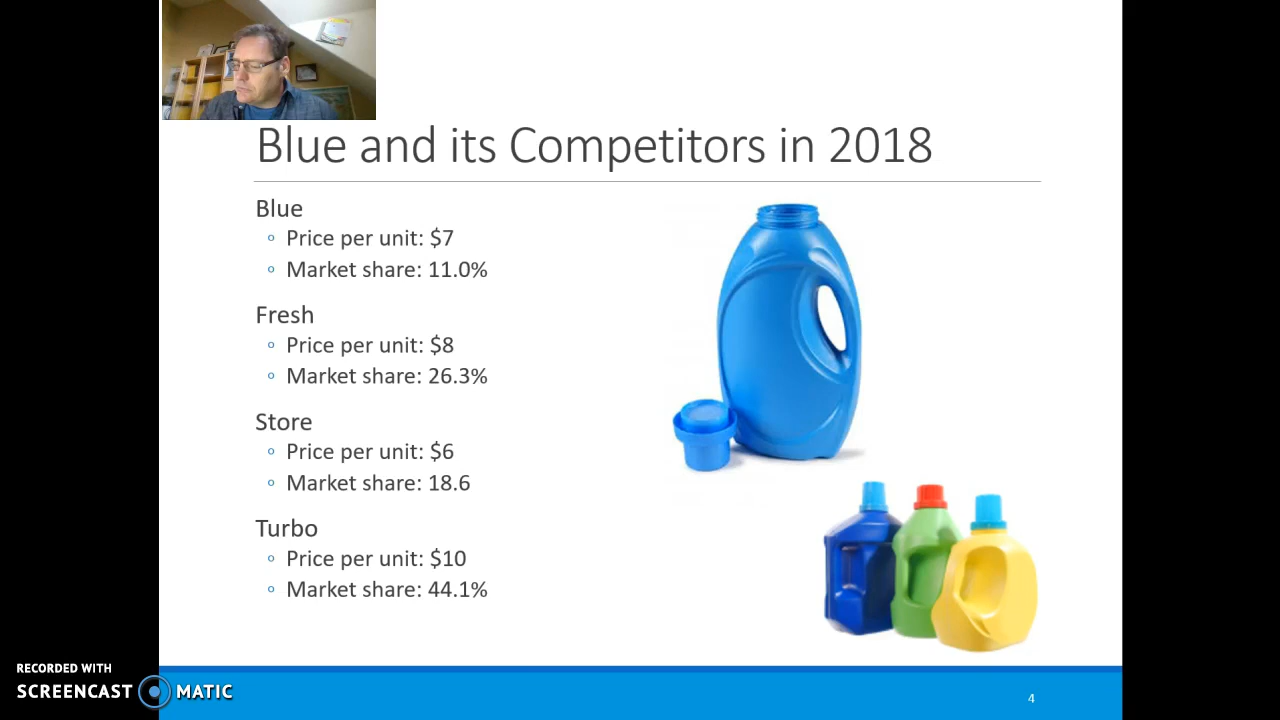 Blue and its Competitors in 2018
Blue
Price per unit: $7
Market share: 11.0%
Fresh
Price per unit: $8
Market share: 26.3%
Store
Price per unit: $6
Market share: 18.6
Turbo
Price per unit: $10
Market share: 44.1%
RECORDED WITH
SCREENCAST MATIC
4